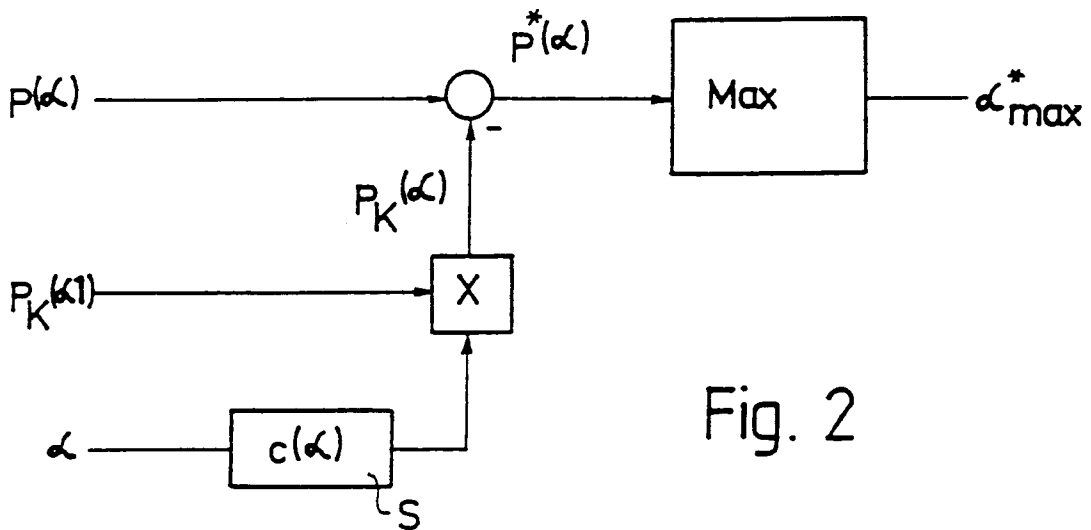 P*(α)
P(α)
-
Max
α*max
PK(α)
PK(α1)
X
α
c(α)
S
Fig. 2